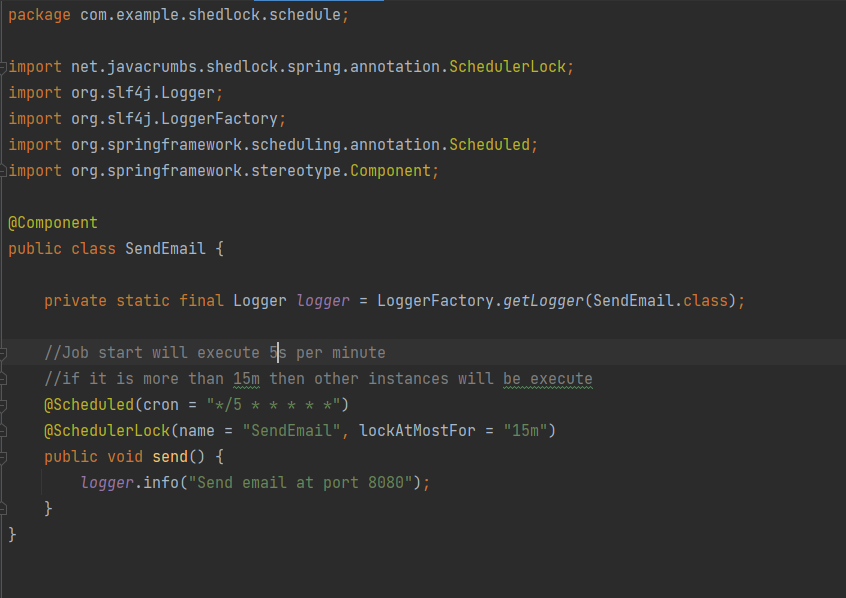 package com.example.shedlock.schedule;
import net.javacrumbs.shedlock.spring.annotation.SchedulerLock;
import org.slf4j.Logger;
import org.slf4j.LoggerFactory;
import org.springframework.scheduling.annotation.Scheduled;
import org.springframework.stereotype.Component;
@Component
public class SendEmail {
private static final Logger logger = LoggerFactory.getLogger(SendEmail.class);
//Job start will execute 5s per minute
//if it is more than 15m then other instances will be execute
@Scheduled(cron = "*/5 * * * * *")
@SchedulerLock(name = "SendEmail", lockAtMostFor = "15m")
public void send() {
logger.info("Send email at port 8080");
}
}